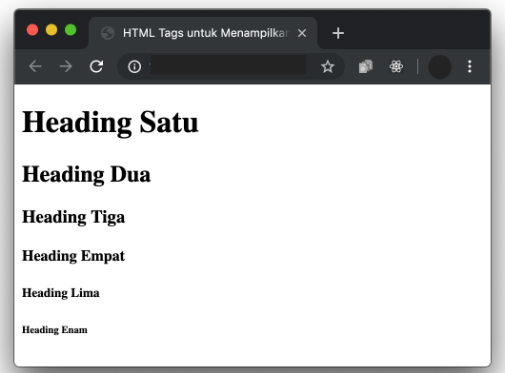 HTML Tags untuk Menampilkan
Heading Satu
Heading Dua
Heading Tiga
Heading Empat
Heading Lima
Heading Enam